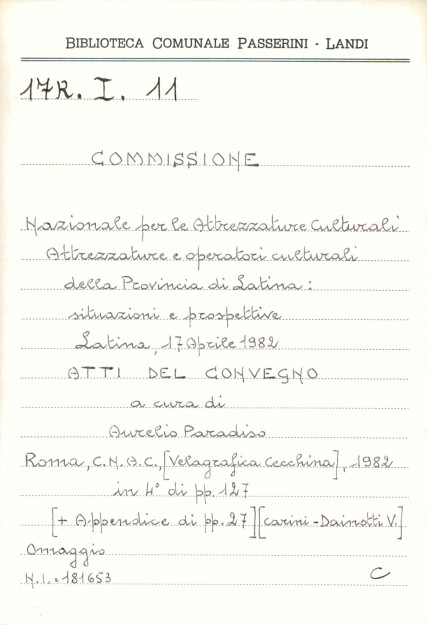 BIBLIOTECA COMUNALE PASSERINI - LANDI
17R. I. 11
COMMISSIONE
Nazionale per le Attrezzature Culturali
Attrezzature e operatori culturali
della Provincia di Latina:
situazioni e prospettive
Latina, 17 Aprile 1982
ATTI DEL CONVEGNO
a cura di
Aurelio Paradiso
Roma, C.N.A.C., [Velagrafica Cecchina], 1982
in 4° di pp. 127
[+ Appendice di pp. 27] [Carini-Dainotti V.]
Omaggio
N.I. 181653 C